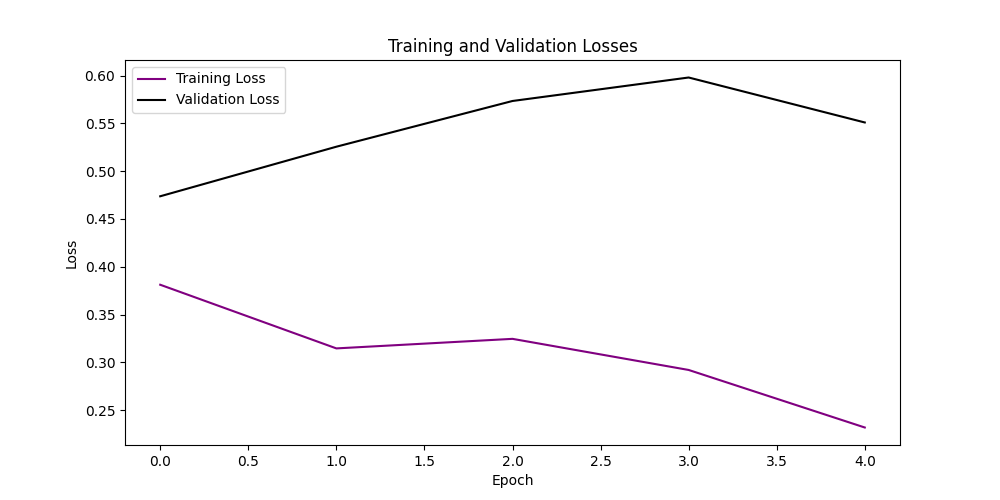 Training and Validation Losses
Training Loss
Validation Loss
0.60
0.55
0.50
0.45
0.40
0.35
0.30
0.25
Loss
0.0 0.5 1.0 1.5 2.0 2.5 3.0 3.5 4.0
Epoch